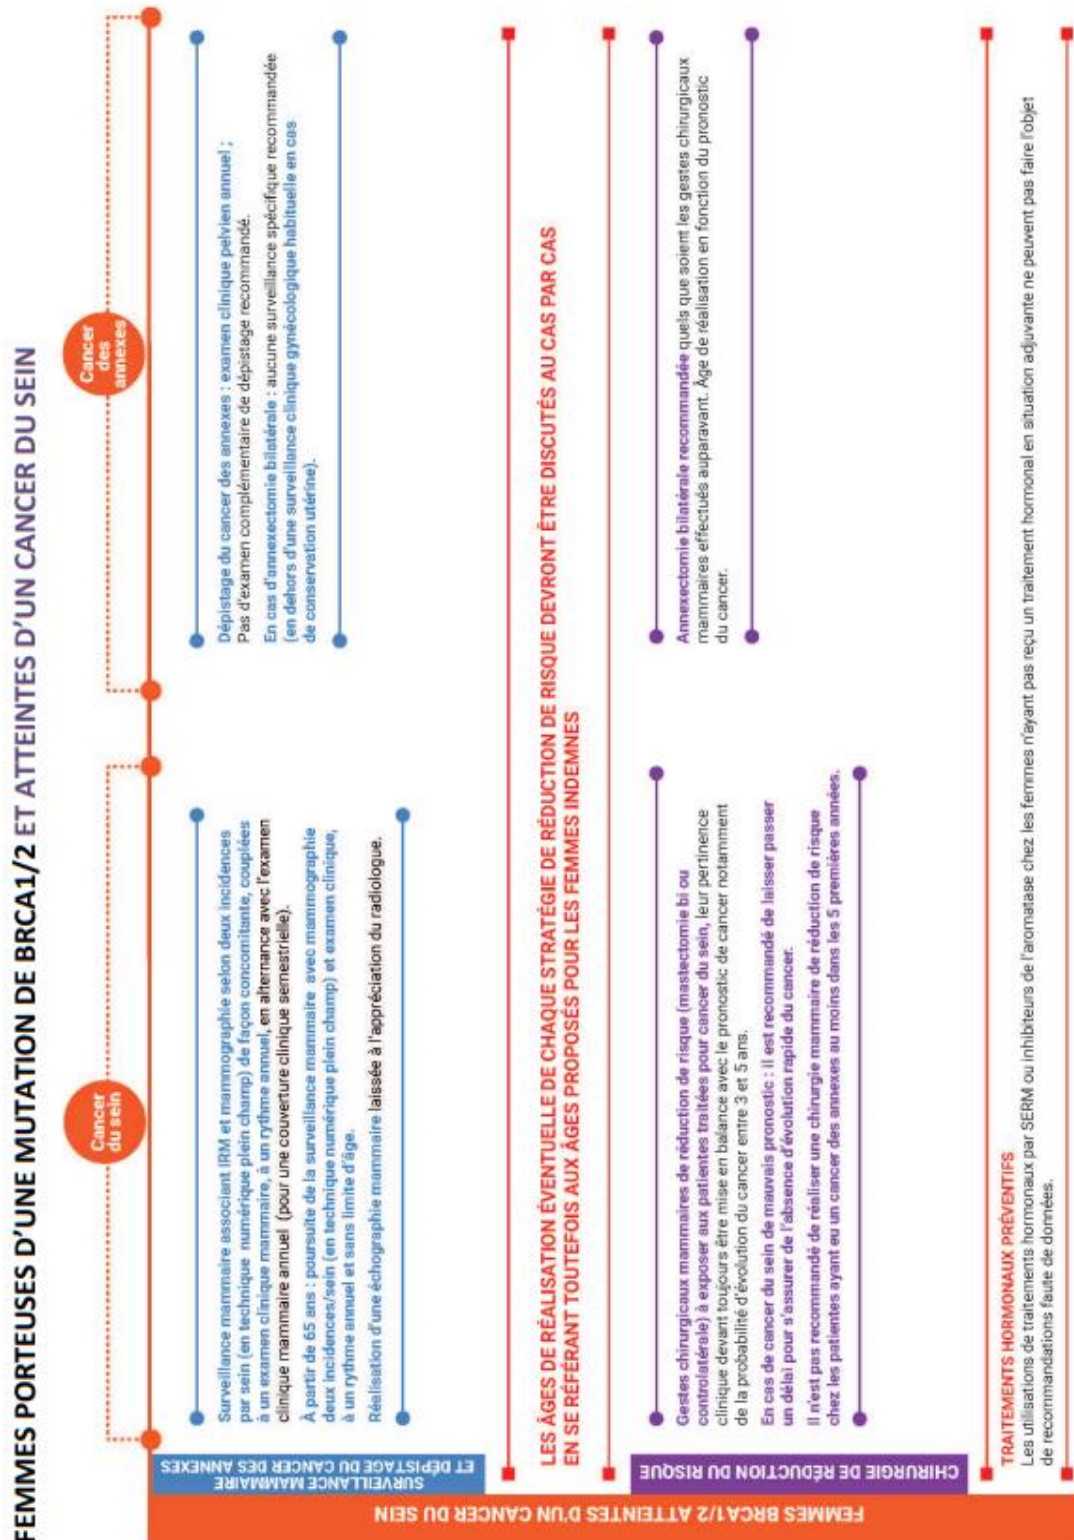 FEMMES PORTEUSES D'UNE MUTATION DE BRCA1/2 ET ATTEINTES D'UN CANCER DU SEIN
Cancer
du sein
Cancer
des
annexes
FEMMES BRCA1/2 ATTEINTES D'UN CANCER DU SEIN
SURVEILLANCE MAMMAIRE
ET DÉPISTAGE DU CANCER DES ANNEXES
Surveillance mammaire associant IRM et mammographie selon deux incidences
par sein (en technique numérique plein champ) de façon concomitante, couplées
à un examen clinique mammaire, à un rythme annuel, en alternance avec l'examen
clinique mammaire annuel (pour une couverture clinique semestrielle).
À partir de 65 ans : poursuite de la surveillance mammaire avec mammographie
deux incidences/sein (en technique numérique plein champ) et examen clinique,
à un rythme annuel et sans limite d'âge.
Réalisation d'une échographie mammaire laissée à l'appréciation du radiologue.
Dépistage du cancer des annexes : examen clinique pelvien annuel ;
Pas d'examen complémentaire de dépistage recommandé.
En cas d'annexectomie bilatérale : aucune surveillance spécifique recommandée
(en dehors d'une surveillance clinique gynécologique habituelle en cas
de conservation utérine).
LES ÂGES DE RÉALISATION ÉVENTUELLE DE CHAQUE STRATÉGIE DE RÉDUCTION DE RISQUE DEVRONT ÊTRE DISCUTÉS AU CAS PAR CAS
EN SE RÉFÉRANT TOUTEFOIS AUX ÂGES PROPOSÉS POUR LES FEMMES INDEMNES
CHIRURGIE DE RÉDUCTION DU RISQUE
Gestes chirurgicaux mammaires de réduction de risque (mastectomie bi ou
controlatérale) à exposer aux patientes traitées pour cancer du sein, leur pertinence
clinique devant toujours être mise en balance avec le pronostic de cancer notamment
de la probabilité d'évolution du cancer entre 3 et 5 ans.
En cas de cancer du sein de mauvais pronostic : il est recommandé de laisser passer
un délai pour s'assurer de l'absence d'évolution rapide du cancer.
Il n'est pas recommandé de réaliser une chirurgie mammaire de réduction de risque
chez les patientes ayant eu un cancer des annexes au moins dans les 5 premières années.
Annexectomie bilatérale recommandée quels que soient les gestes chirurgicaux
mammaires effectués auparavant. Âge de réalisation en fonction du pronostic
du cancer.
TRAITEMENTS HORMONAUX PRÉVENTIFS
Les utilisations de traitements hormonaux par SERM ou inhibiteurs de l'aromatase chez les femmes n'ayant pas reçu un traitement hormonal en situation adjuvante ne peuvent pas faire l'objet
de recommandations faute de données.